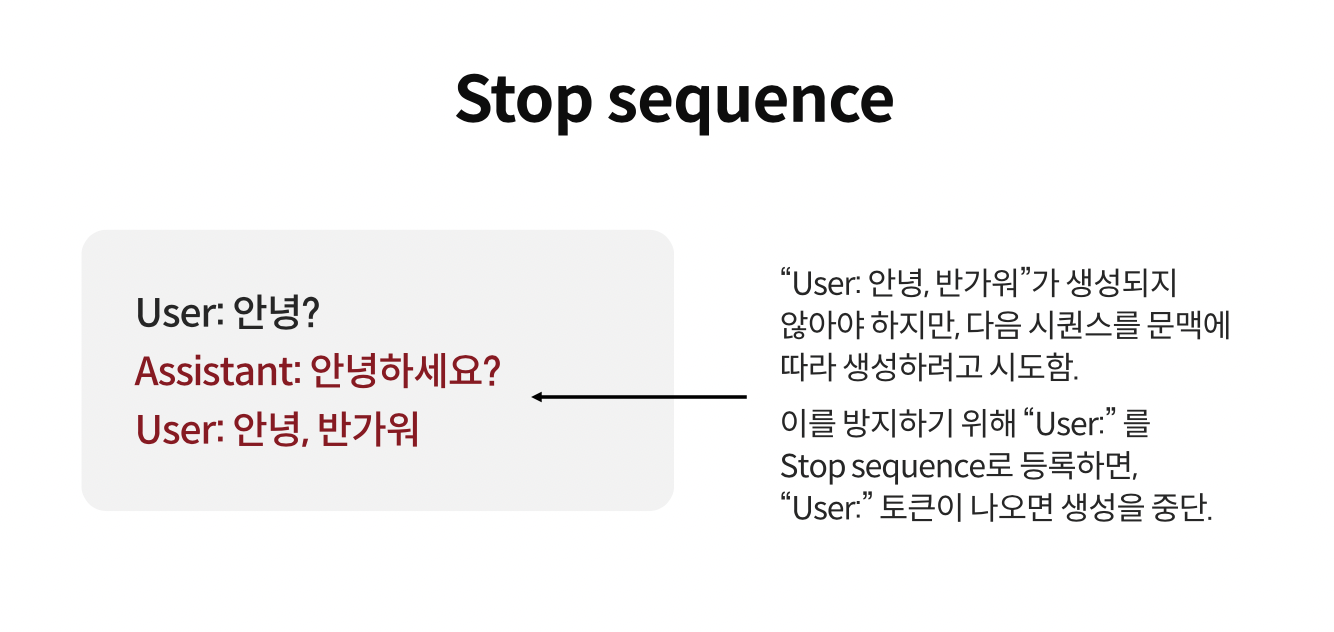 Stop sequence
User: 안녕?
Assistant: 안녕하세요?
User: 안녕, 반가워
“User: 안녕, 반가워”가 생성되지
않아야 하지만, 다음 시퀀스를 문맥에
따라 생성하려고 시도함.
이를 방지하기 위해 “User:” 를
Stop sequence로 등록하면,
“User:” 토큰이 나오면 생성을 중단.